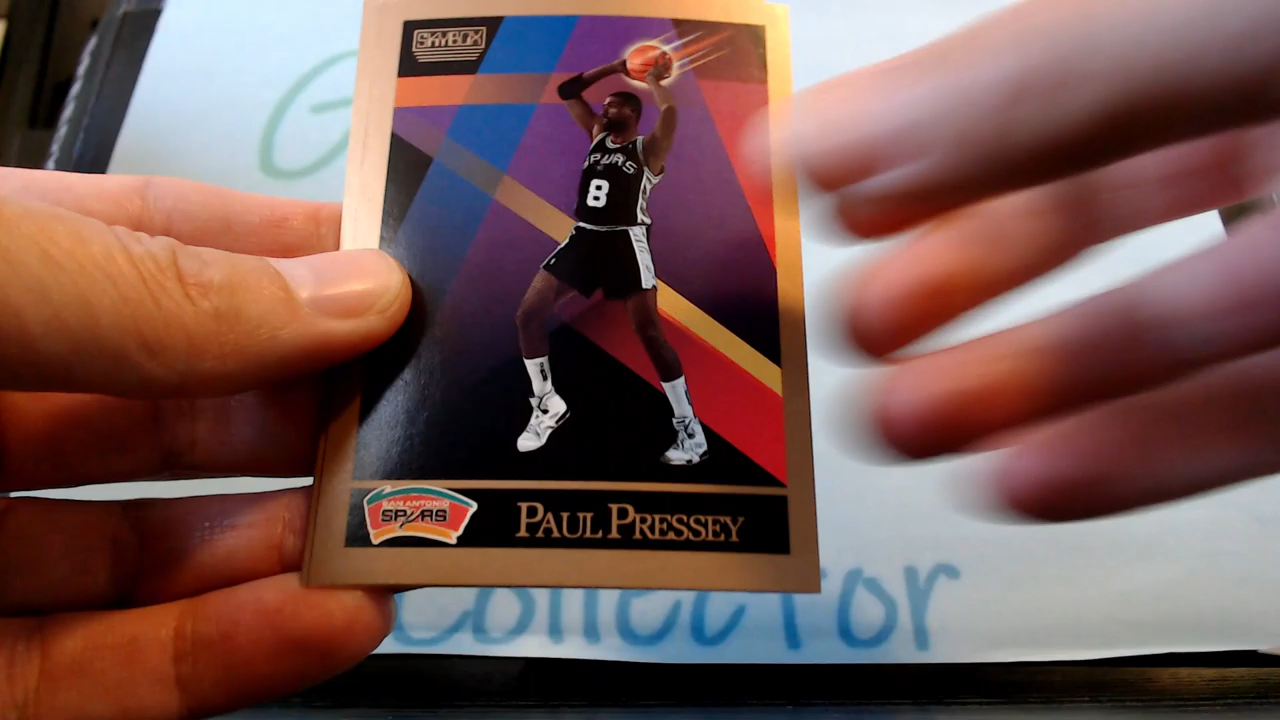 G
SKYBOX
SPURS
8
SAN ANTONIO
SPURS
PAUL PRESSEY
Collector